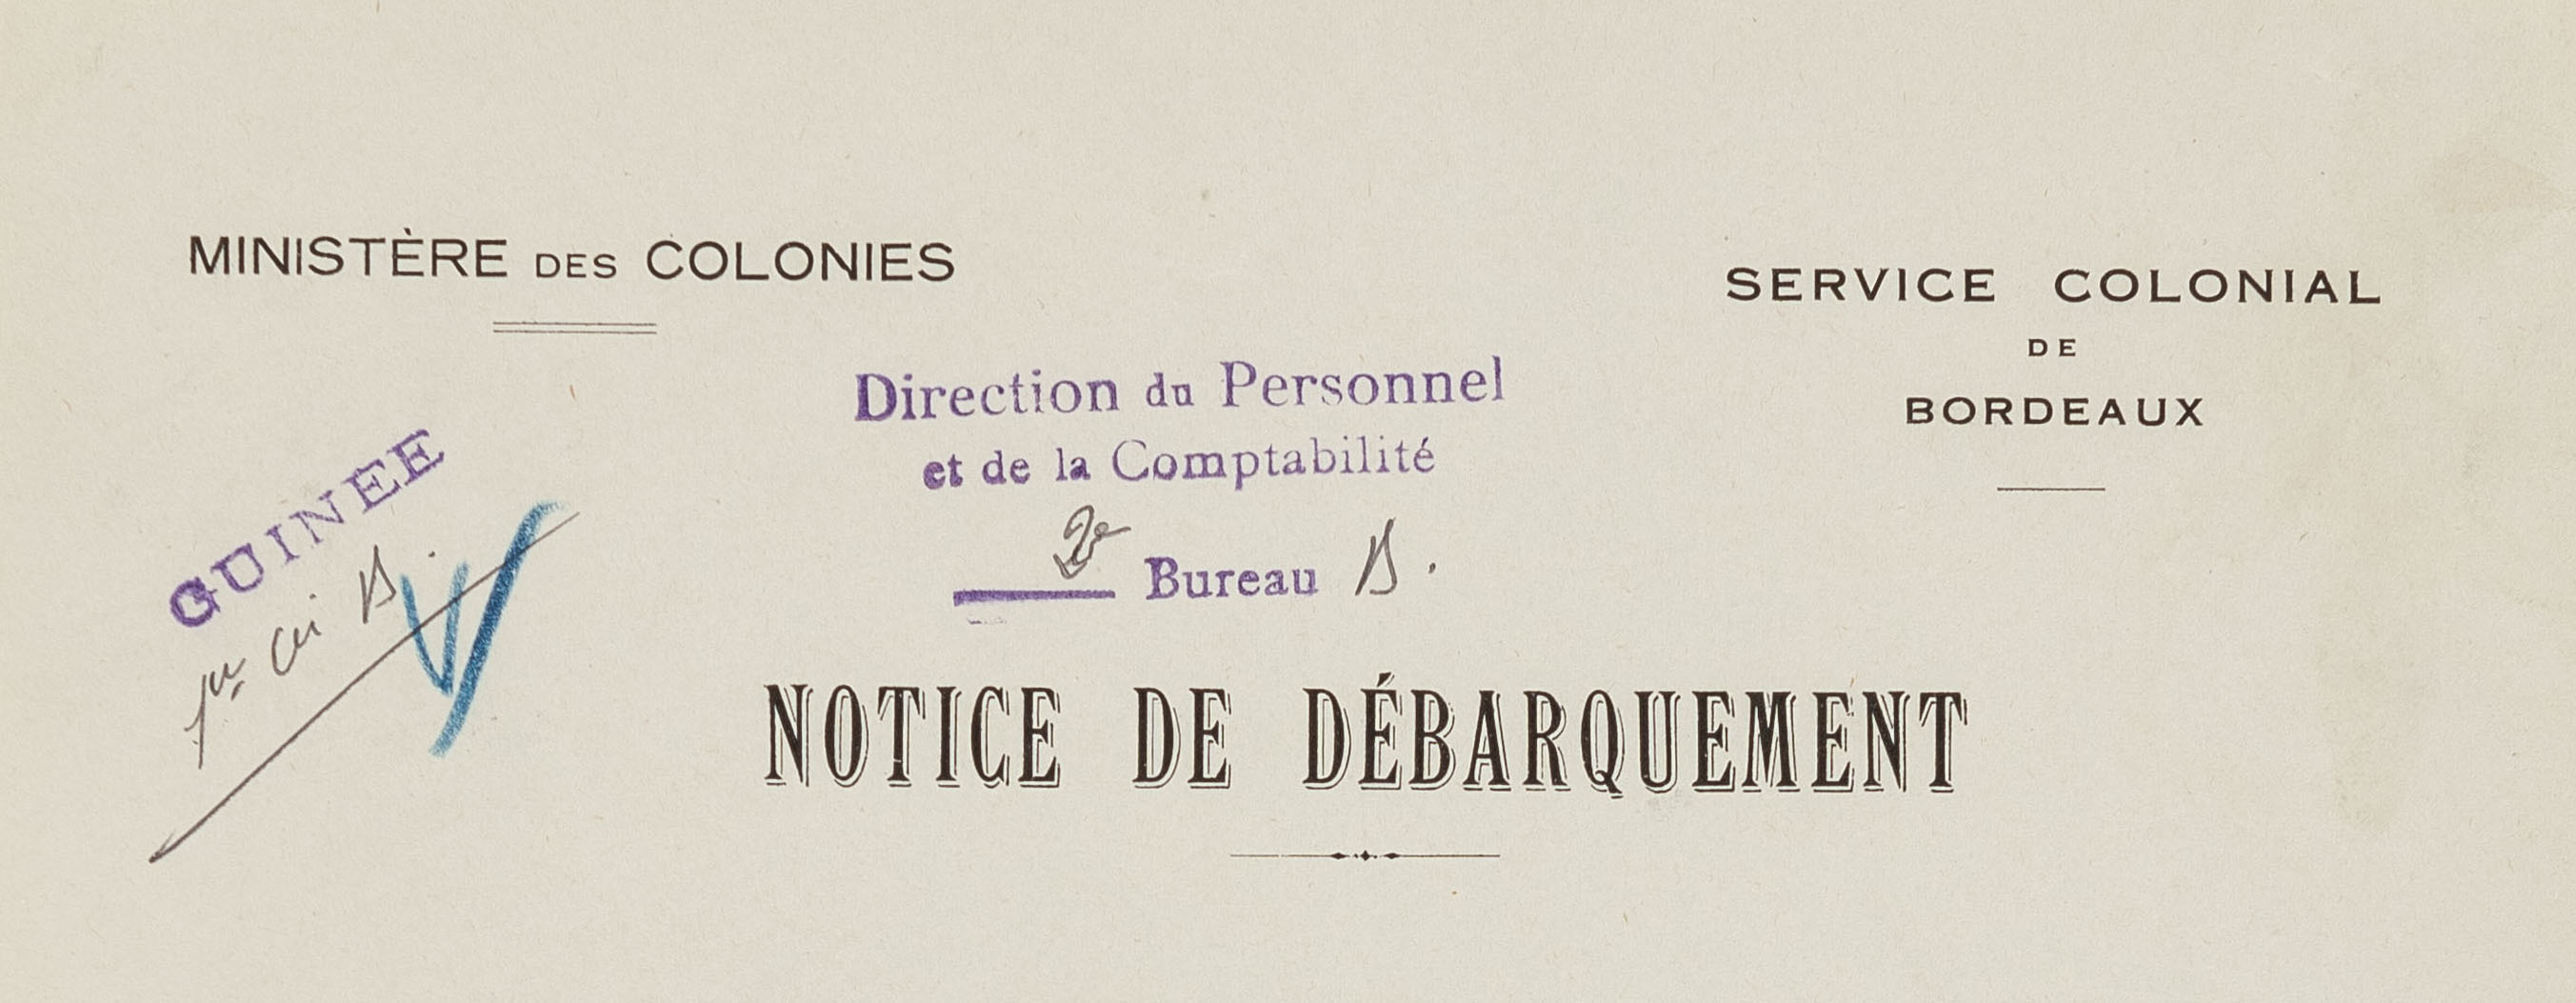 MINISTÈRE DES COLONIES
SERVICE COLONIAL
DE
BORDEAUX
Direction du Personnel
et de la Comptabilité
2e Bureau
GUINEE
NOTICE DE DÉBARQUEMENT